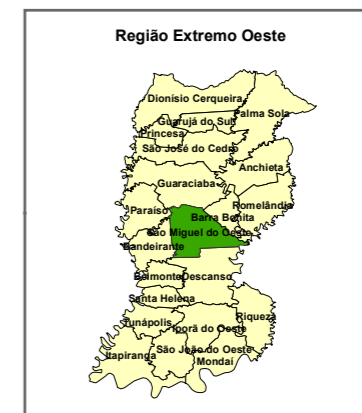 Região Extremo Oeste
Dionísio Cerqueira
Palma Sola
Guarujá do Sul
Princesa
São José do Cedro
Anchieta
Guaraciaba
Romelândia
Paraíso
Barra Bonita
São Miguel do Oeste
Bandeirante
Belmonte
Descanso
Santa Helena
Riqueza
Tunápolis
Iporã do Oeste
São João do Oeste
Itapiranga
Mondaí